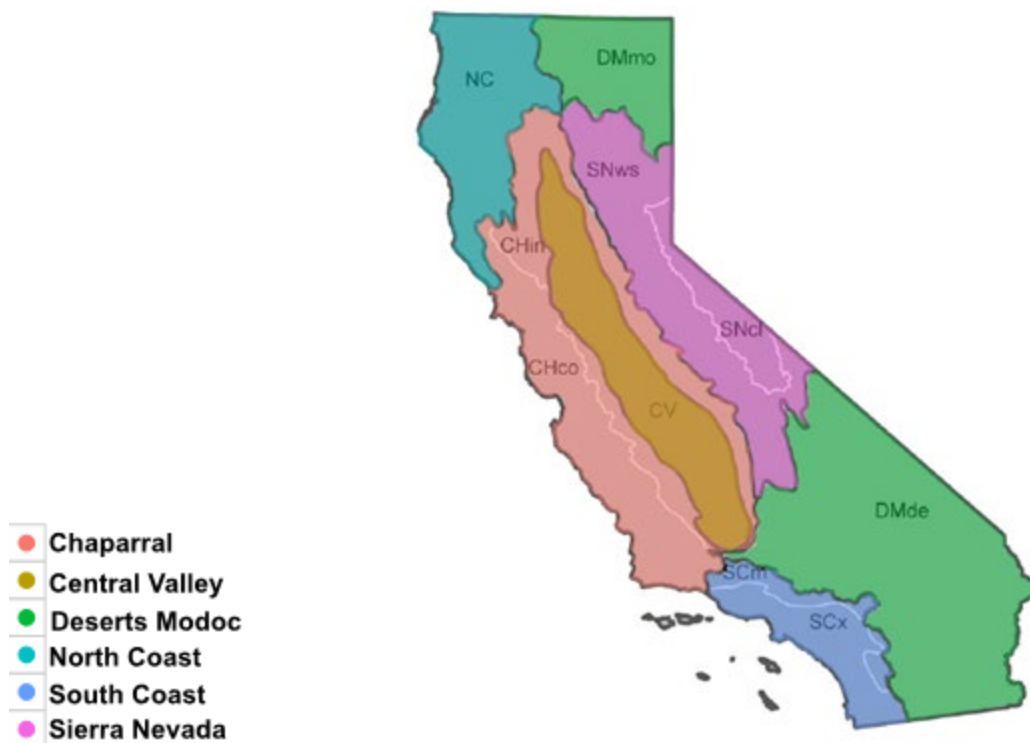 DMmo
NC
SNws
CHin
SNcl
CHco
CV
DMde
SCm
SCx
Chaparral
Central Valley
Deserts Modoc
North Coast
South Coast
Sierra Nevada